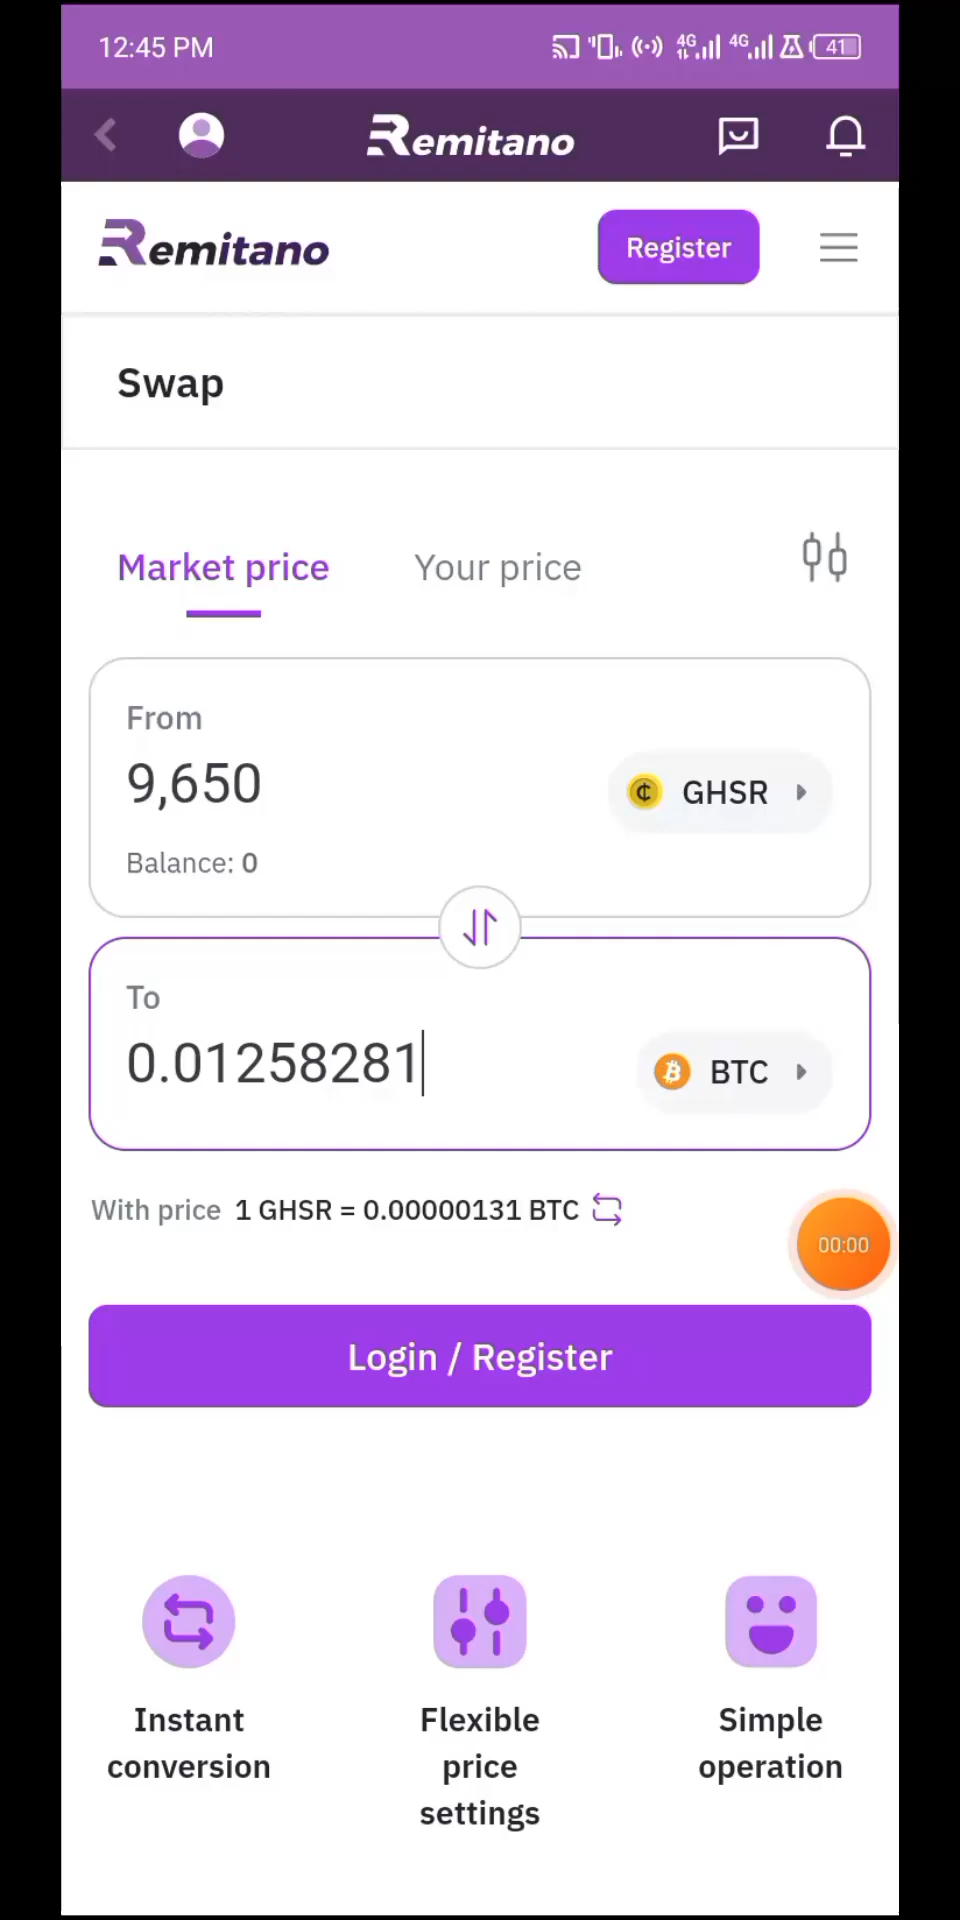 12:45 PM
4G 4G 41
Remitano
Remitano
Register
Swap
Market price Your price
From
9,650
GHSR
Balance: 0
To
0.01258281
BTC
With price 1 GHSR = 0.00000131 BTC
00:00
Login / Register
Instant
conversion
Flexible
price
settings
Simple
operation